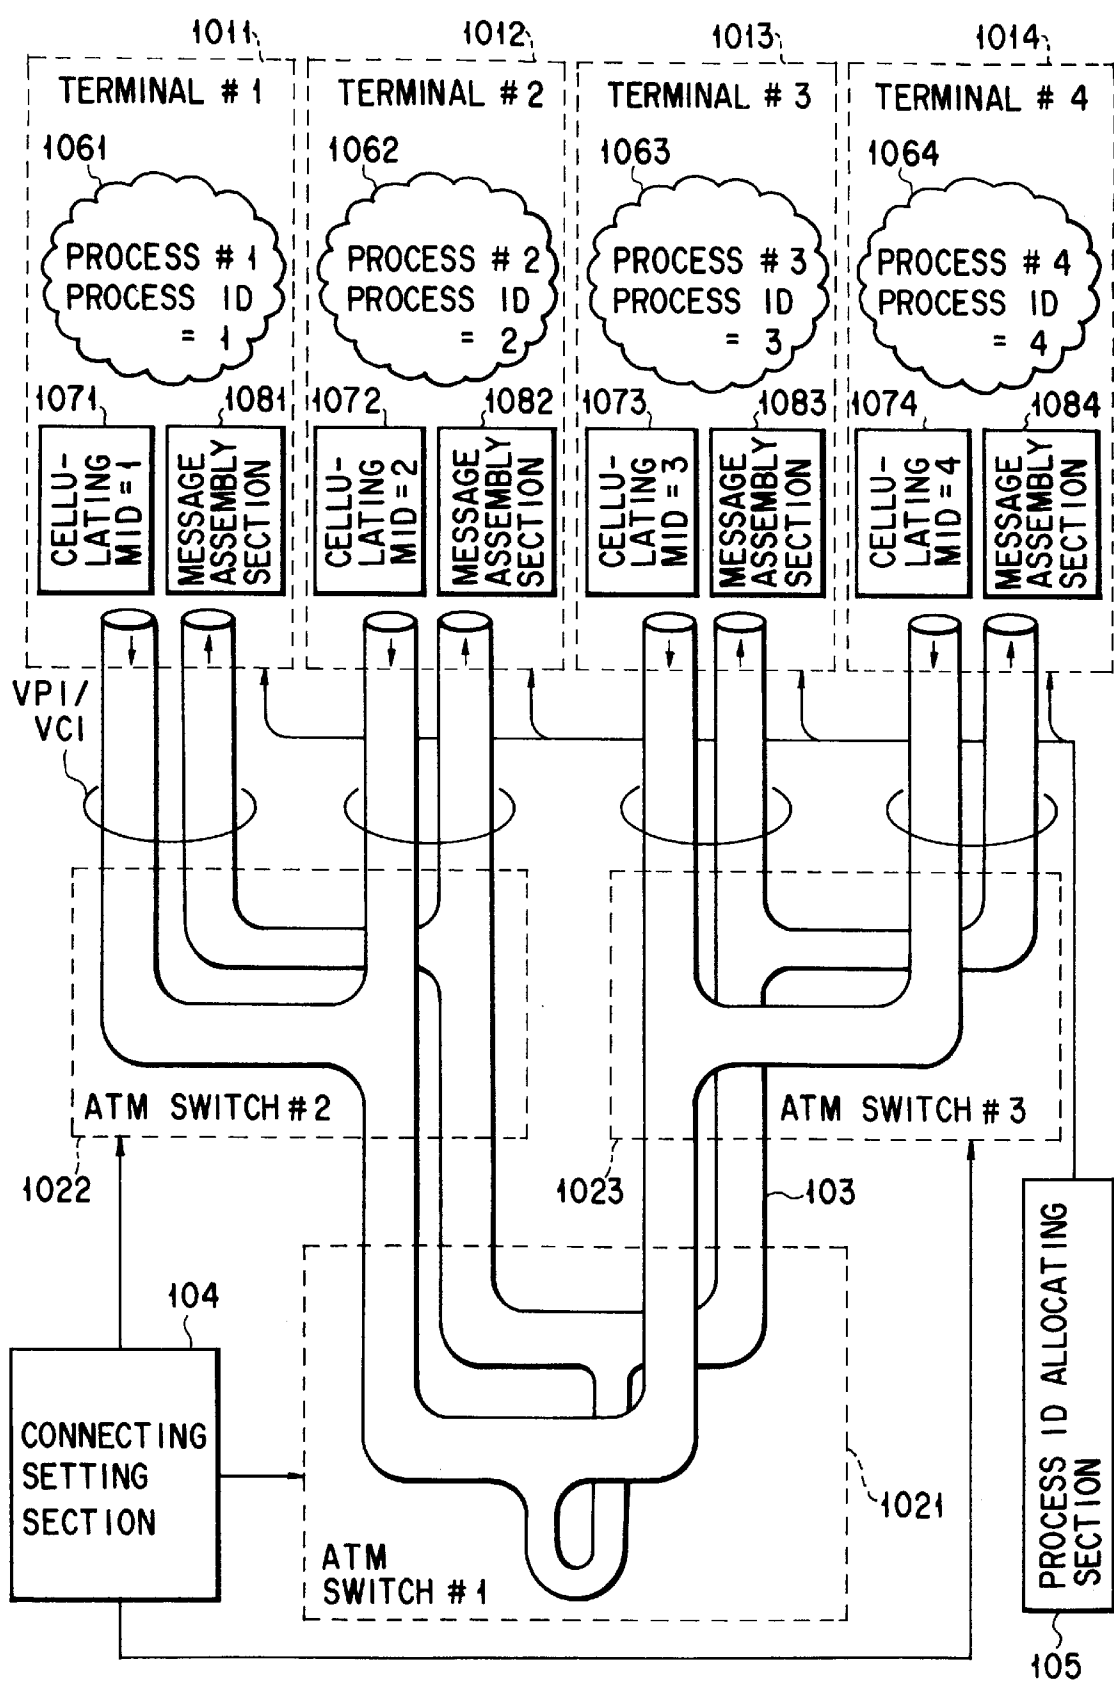 1011
1012
1013
1014
TERMINAL # 1
TERMINAL # 2
TERMINAL # 3
TERMINAL # 4
1061
1062
1063
1064
PROCESS # 1
PROCESS ID
= 1
PROCESS # 2
PROCESS ID
= 2
PROCESS # 3
PROCESS ID
= 3
PROCESS # 4
PROCESS ID
= 4
1071
1081
1072
1082
1073
1083
1074
1084
CELLU-
LATING
MID = 1
MESSAGE
ASSEMBLY
SECTION
CELLU-
LATING
MID = 2
MESSAGE
ASSEMBLY
SECTION
CELLU-
LATING
MID = 3
MESSAGE
ASSEMBLY
SECTION
CELLU-
LATING
MID = 4
MESSAGE
ASSEMBLY
SECTION
VPI/
VCI
ATM SWITCH # 2
ATM SWITCH # 3
1022
1023
103
104
CONNECTING
SETTING
SECTION
1021
ATM
SWITCH # 1
PROCESS ID ALLOCATING
SECTION
105